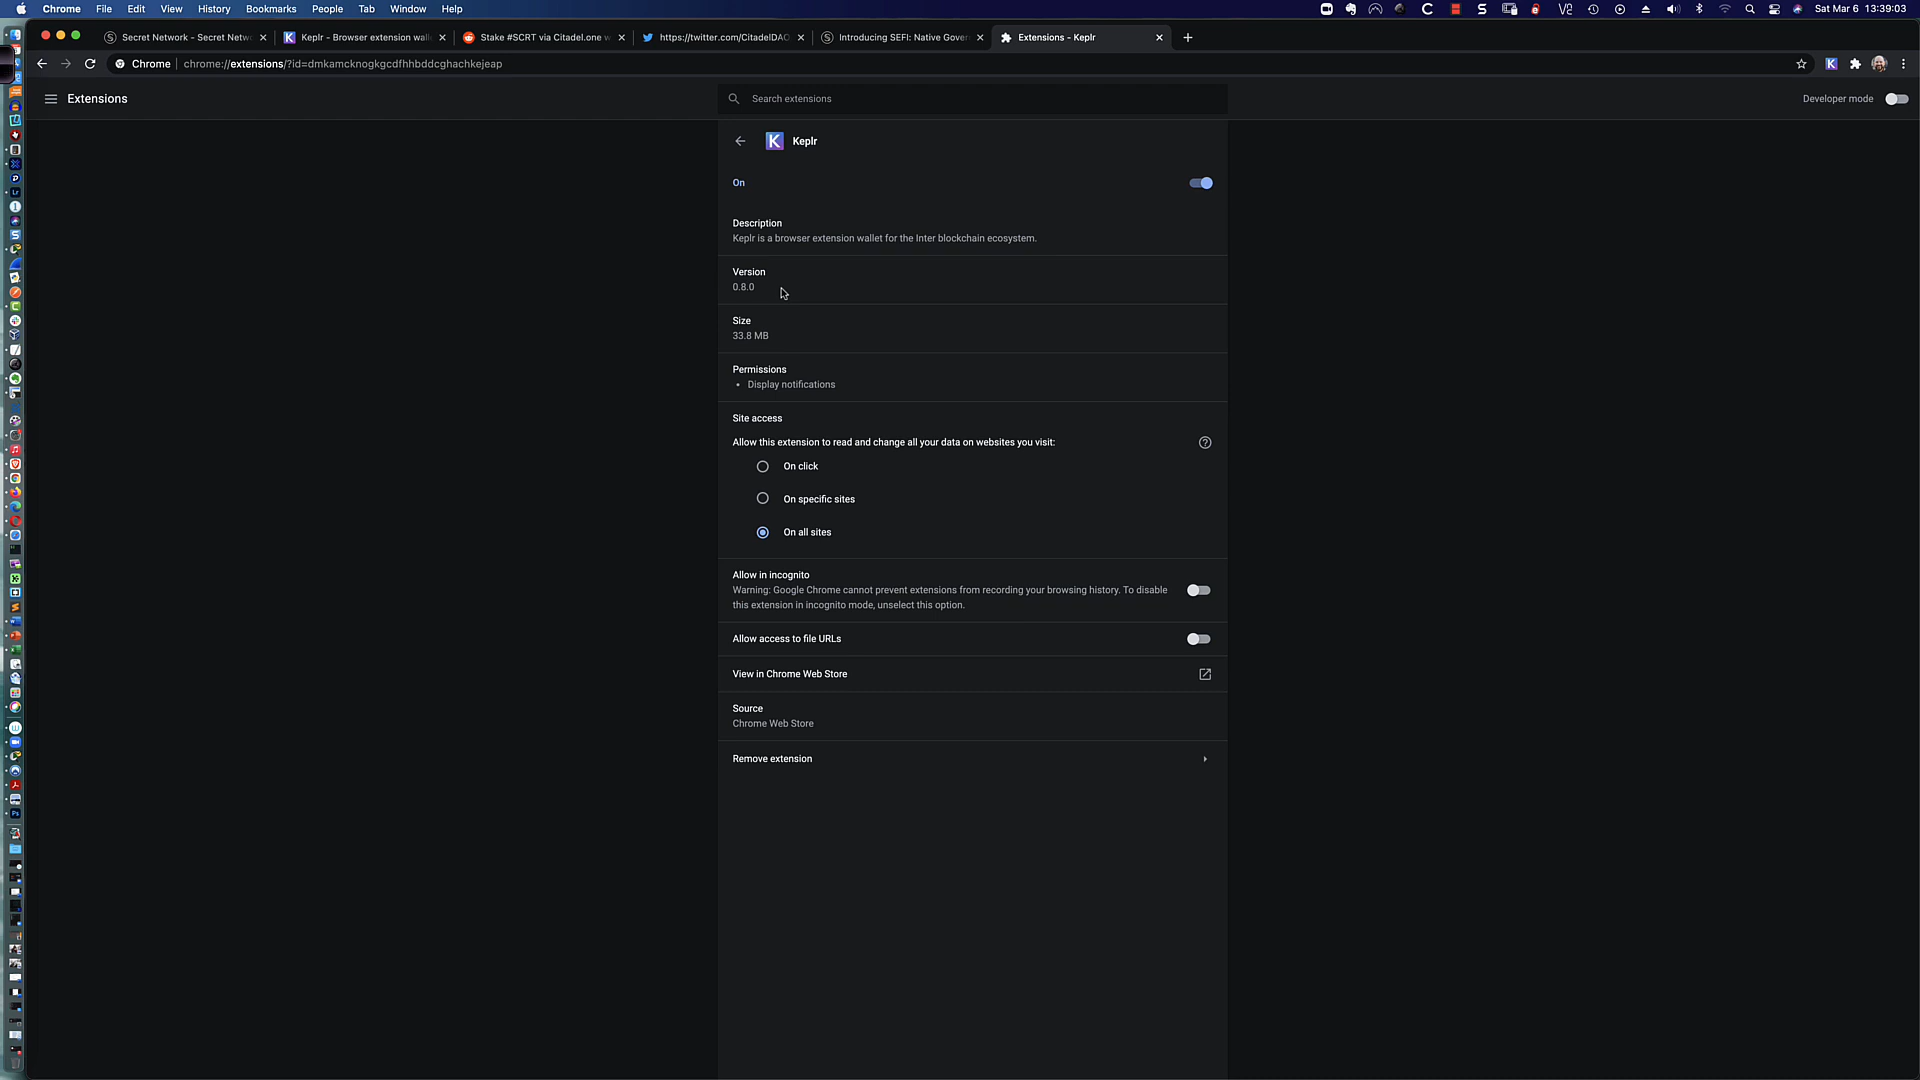 Chrome File Edit View History Bookmarks People Tab Window Help Sat Mar 6 13:39:03
Secret Network - Secret Netw Keplr - Browser extension wall Stake #SCRT via Citadel.one w https://twitter.com/CitadelDAO Introducing SEFI: Native Gover Extensions - Keplr
Chrome chrome://extensions/?id=dmkamcknogkgcdfhhbddcghachkejeap K
Extensions Search extensions Developer mode
K Keplr
On
Description
Keplr is a browser extension wallet for the Inter blockchain ecosystem.
Version
0.8.0
Size
33.8 MB
Permissions
• Display notifications
Site access
Allow this extension to read and change all your data on websites you visit:
On click
On specific sites
On all sites
Allow in incognito
Warning: Google Chrome cannot prevent extensions from recording your browsing history. To disable
this extension in incognito mode, unselect this option.
Allow access to file URLs
View in Chrome Web Store
Source
Chrome Web Store
Remove extension